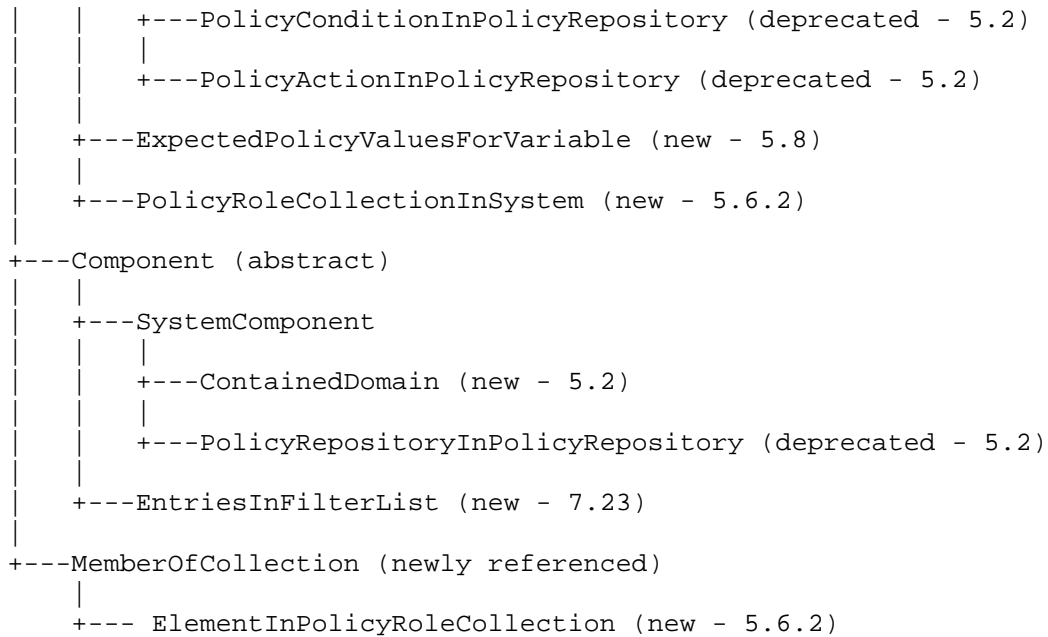 |   |   +---PolicyConditionInPolicyRepository (deprecated - 5.2)
|   |   |
|   |   +---PolicyActionInPolicyRepository (deprecated - 5.2)
|   |
|   +---ExpectedPolicyValuesForVariable (new - 5.8)
|   |
|   +---PolicyRoleCollectionInSystem (new - 5.6.2)
|
+---Component (abstract)
|   |
|   +---SystemComponent
|   |   |
|   |   +---ContainedDomain (new - 5.2)
|   |   |
|   |   +---PolicyRepositoryInPolicyRepository (deprecated - 5.2)
|   |
|   +---EntriesInFilterList (new - 7.23)
|
+---MemberOfCollection (newly referenced)
    |
    +--- ElementInPolicyRoleCollection (new - 5.6.2)